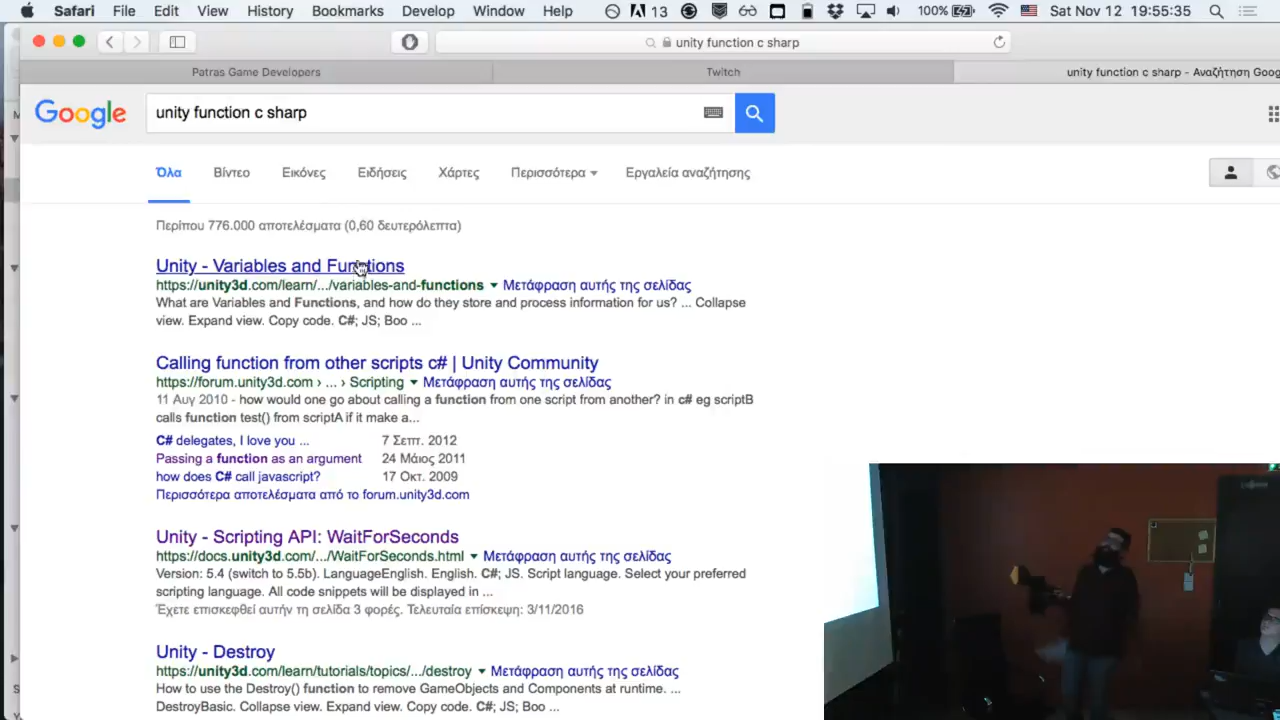 Safari File Edit View History Bookmarks Develop Window Help 13 100% Sat Nov 12 19:55:35
unity function c sharp
Patras Game Developers Twitch unity function c sharp - Αναζήτηση Goog
Google unity function c sharp
Όλα Βίντεο Εικόνες Ειδήσεις Χάρτες Περισσότερα Εργαλεία αναζήτησης
Περίπου 776.000 αποτελέσματα (0,60 δευτερόλεπτα)
Unity - Variables and Functions
https://unity3d.com/learn/.../variables-and-functions Μετάφραση αυτής της σελίδας
What are Variables and Functions, and how do they store and process information for us? ... Collapse
view. Expand view. Copy code. C#; JS; Boo ...
Calling function from other scripts c# | Unity Community
https://forum.unity3d.com › ... › Scripting Μετάφραση αυτής της σελίδας
11 Αυγ 2010 - how would one go about calling a function from one script from another? in c# eg scriptB
calls function test() from scriptA if it make a...
C# delegates, I love you ... 7 Σεπτ. 2012
Passing a function as an argument 24 Μάιος 2011
how does C# call javascript? 17 Οκτ. 2009
Περισσότερα αποτελέσματα από το forum.unity3d.com
Unity - Scripting API: WaitForSeconds
https://docs.unity3d.com/.../WaitForSeconds.html Μετάφραση αυτής της σελίδας
Version: 5.4 (switch to 5.5b). LanguageEnglish. English. C#; JS. Script language. Select your preferred
scripting language. All code snippets will be displayed in ...
Έχετε επισκεφθεί αυτήν τη σελίδα 3 φορές. Τελευταία επίσκεψη: 3/11/2016
Unity - Destroy
https://unity3d.com/learn/tutorials/topics/.../destroy Μετάφραση αυτής της σελίδας
How to use the Destroy() function to remove GameObjects and Components at runtime. ...
DestroyBasic. Collapse view. Expand view. Copy code. C#; JS; Boo ...